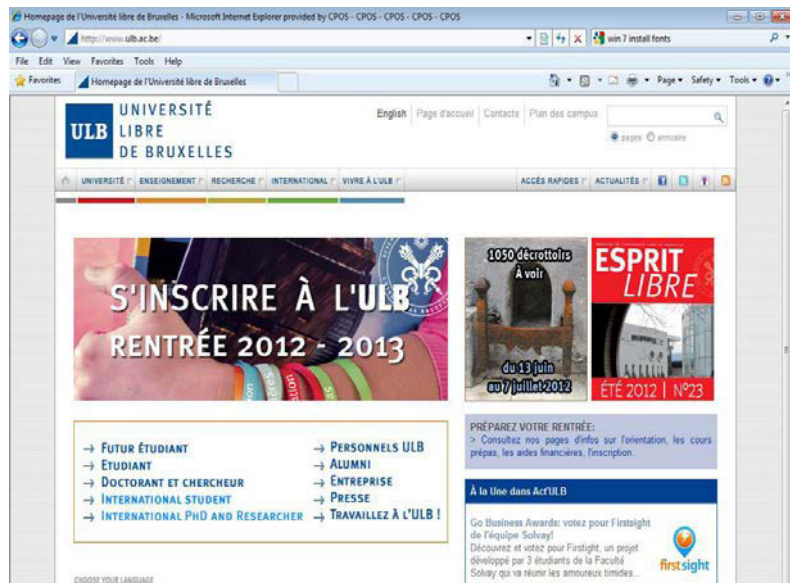 Homepage de l'Université libre de Bruxelles - Microsoft Internet Explorer provided by CPOS - CPOS - CPOS - CPOS - CPOS
http://www.ulb.ac.be/
win 7 install fonts
File Edit View Favorites Tools Help
Favorites
Homepage de l'Université libre de Bruxelles
Page Safety Tools
ULB
UNIVERSITÉ
LIBRE
DE BRUXELLES
English Page d'accueil Contacts Plan des campus
pages annuaire
UNIVERSITÉ ENSEIGNEMENT RECHERCHE INTERNATIONAL VIVRE À L'ULB ACCÈS RAPIDES ACTUALITÉS
S'INSCRIRE À L'ULB
RENTRÉE 2012 - 2013
1050 décrottoirs
À voir
du 13 juin
au 7 juillet 2012
ESPRIT
LIBRE
ÉTÉ 2012 | N°23
→ FUTUR ÉTUDIANT
→ ETUDIANT
→ DOCTORANT ET CHERCHEUR
→ INTERNATIONAL STUDENT
→ INTERNATIONAL PHD AND RESEARCHER
→ PERSONNELS ULB
→ ALUMNI
→ ENTREPRISE
→ PRESSE
→ TRAVAILLEZ À L'ULB !
PRÉPAREZ VOTRE RENTRÉE:
> Consultez nos pages d'infos sur l'orientation, les cours
prépas, les aides financières, l'inscription.
À la Une dans Act'ULB
Go Business Awards: votez pour Firstsight
de l'équipe Solvay!
Découvrez et votez pour Firstight, un projet
développé par 3 étudiants de la Faculté
Solvay qui va réunir les amoureux timides...
first sight
CHOOSE YOUR LANGUAGE